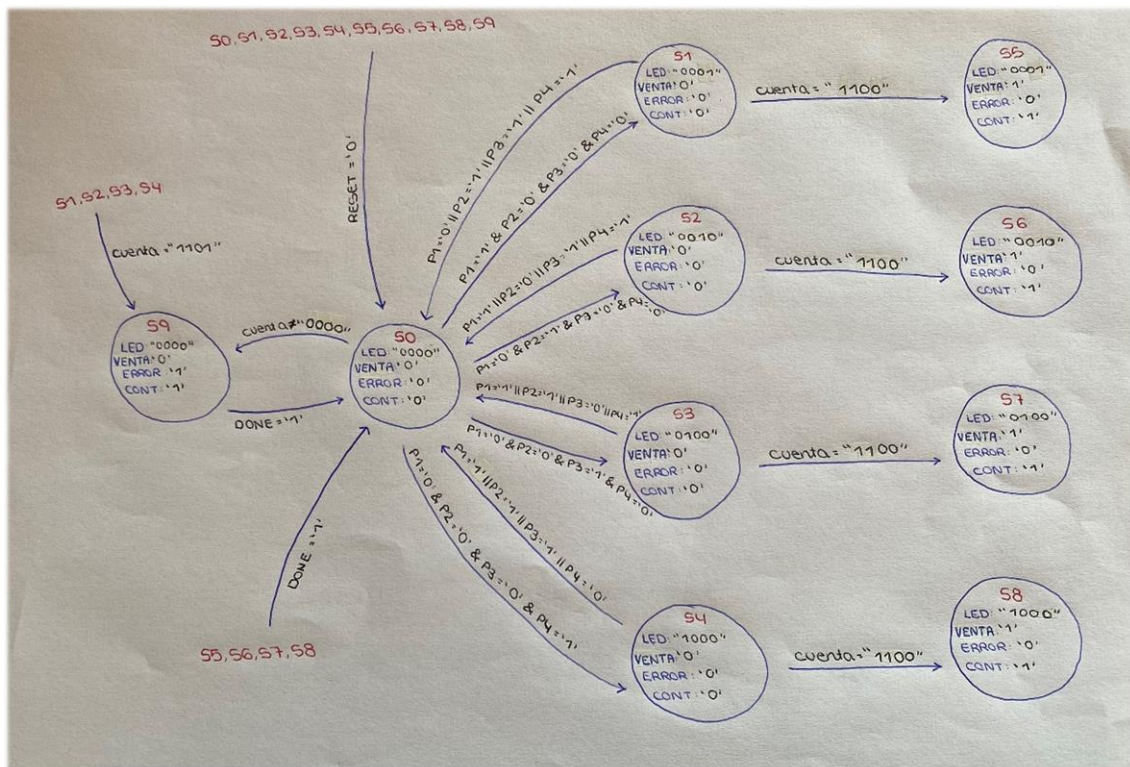 S0, S1, S2, S3, S4, S5, S6, S7, S8, S9
RESET = '0'
S1, S2, S3, S4
cuenta = "1101"
S9
LED "0000"
VENTA '0'
ERROR: '1'
CONT: '1'
cuenta≠"0000"
DONE = '1'
S0
LED "0000"
VENTA: '0'
ERROR: '0'
CONT: '0'
DONE = '1'
S5, S6, S7, S8
P1='0' || P2='1' || P3='1' || P4='1'
P1='1' & P2='0' & P3='0' & P4='0'
S1
LED: "0001"
VENTA: '0'
ERROR: '0'
CONT: '0'
cuenta = "1100"
S5
LED: "0001"
VENTA: '1'
ERROR: '0'
CONT: '1'
P1='1' || P2='0' || P3='1' || P4='1'
P1='0' & P2='1' & P3='0' & P4='0'
S2
LED: "0010"
VENTA: '0'
ERROR: '0'
CONT: '0'
cuenta = "1100"
S6
LED: "0010"
VENTA: '1'
ERROR: '0'
CONT: '1'
P1='1' || P2='1' || P3='0' || P4='1'
P1='0' & P2='0' & P3='1' & P4='0'
S3
LED: "0100"
VENTA: '0'
ERROR: '0'
CONT: '0'
cuenta = "1100"
S7
LED: "0100"
VENTA: '1'
ERROR: '0'
CONT: '1'
P1='1' || P2='1' || P3='1' || P4='0'
P1='0' & P2='0' & P3='0' & P4='1'
S4
LED: "1000"
VENTA: '0'
ERROR: '0'
CONT: '0'
cuenta = "1100"
S8
LED: "1000"
VENTA: '1'
ERROR: '0'
CONT: '1'